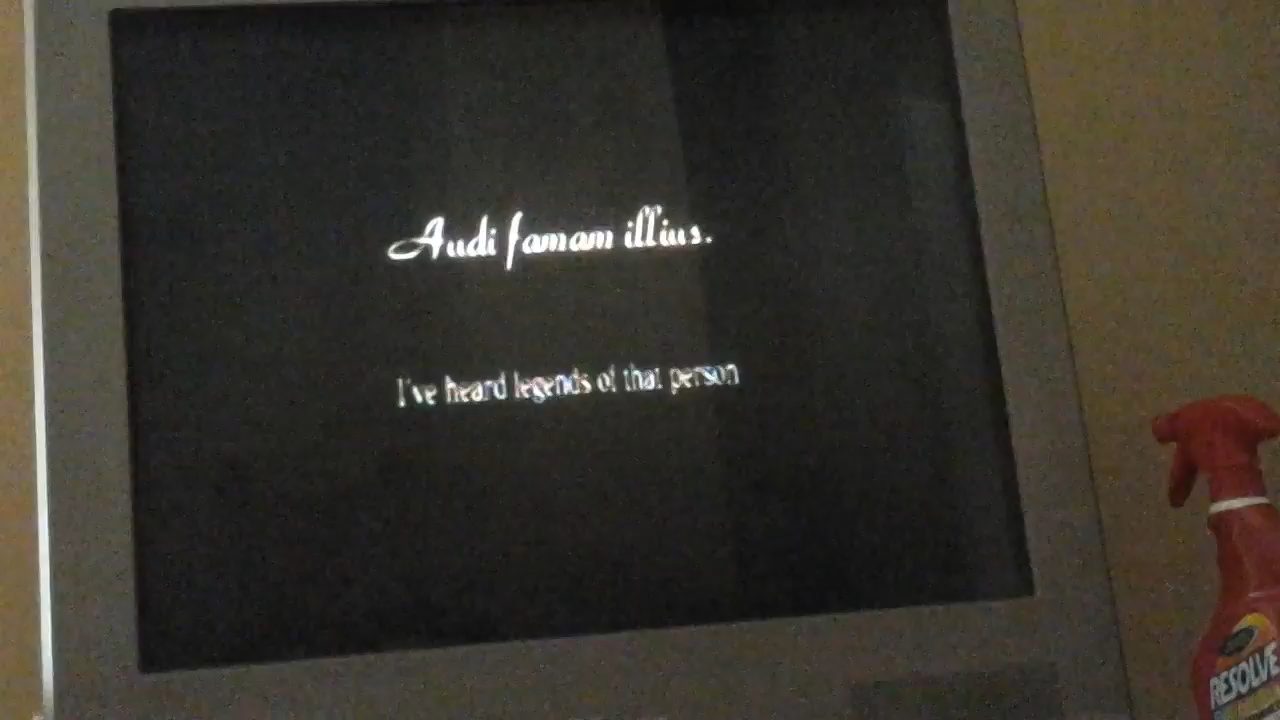 Audi famam illius.
I've heard legends of that person
RESOLVE